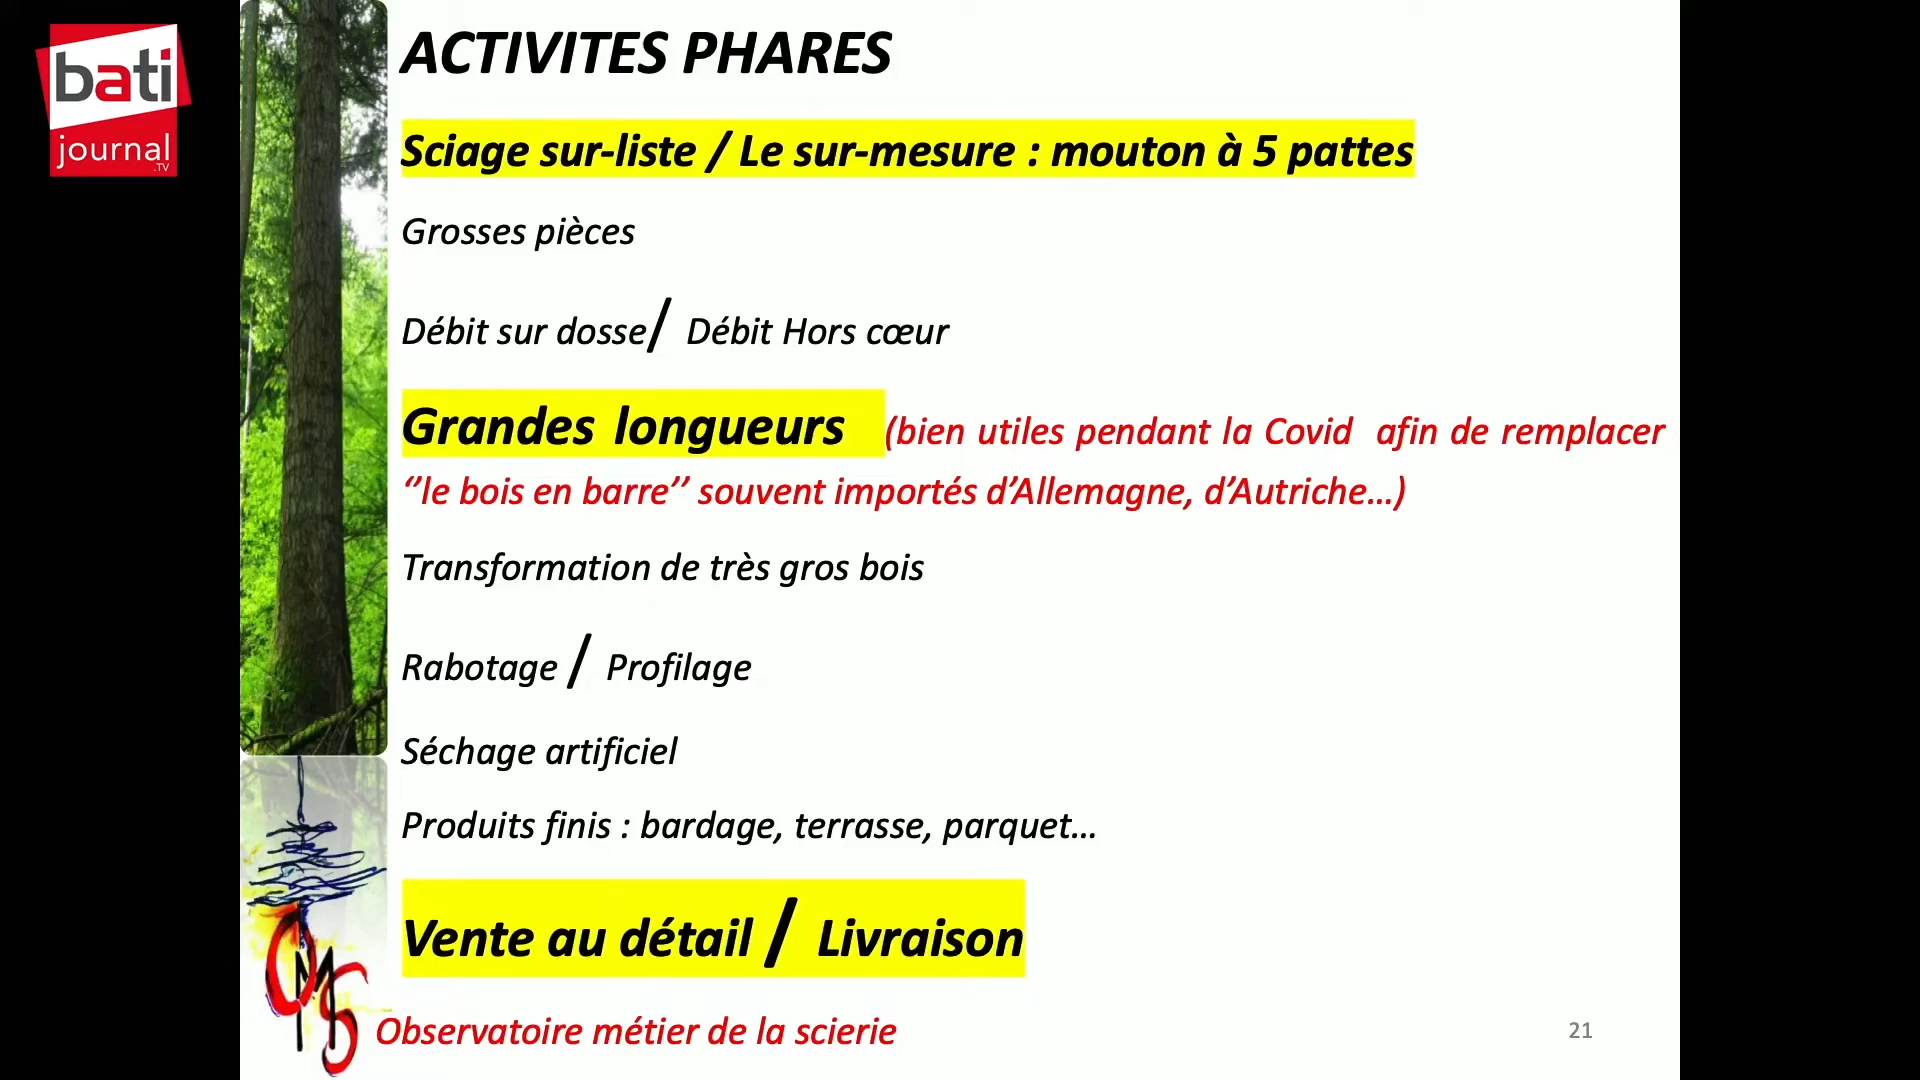 bati
journal
.TV
ACTIVITES PHARES
Sciage sur-liste / Le sur-mesure : mouton à 5 pattes
Grosses pièces
Débit sur dosse/ Débit Hors cœur
Grandes longueurs (bien utiles pendant la Covid afin de remplacer
‘’le bois en barre’’ souvent importés d’Allemagne, d’Autriche…)
Transformation de très gros bois
Rabotage / Profilage
Séchage artificiel
Produits finis : bardage, terrasse, parquet…
Vente au détail / Livraison
OMS
Observatoire métier de la scierie
21